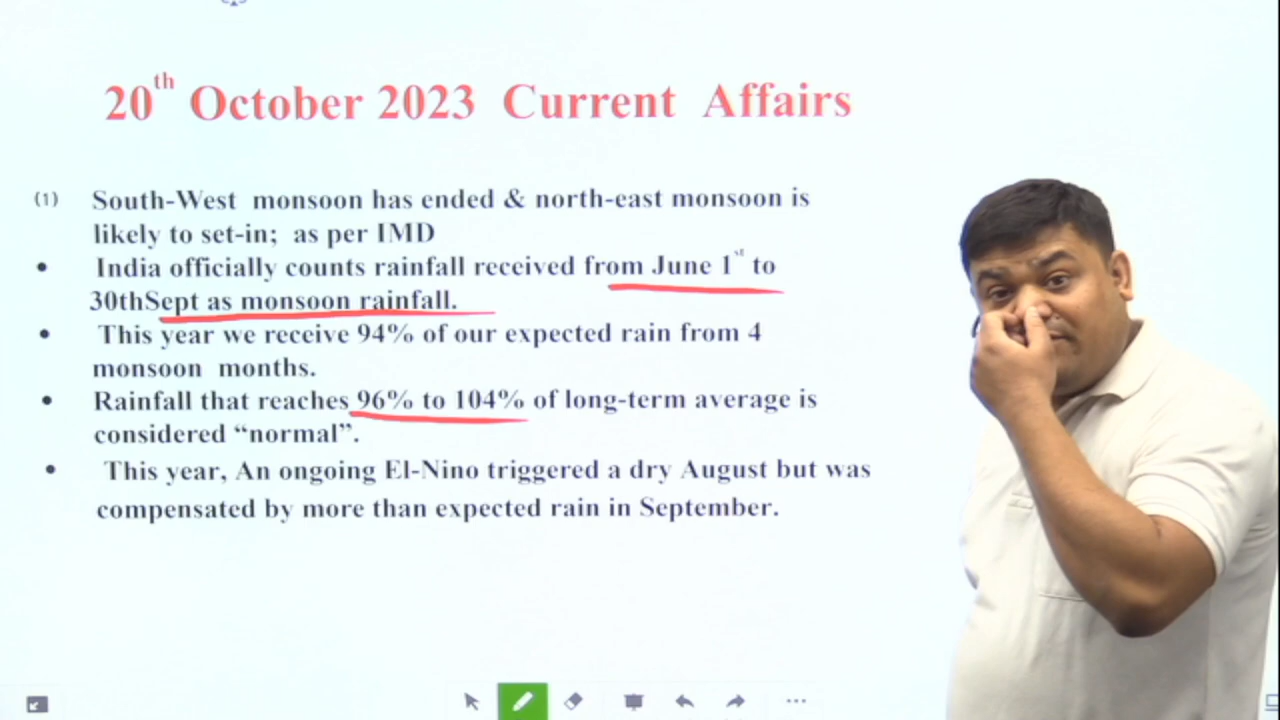 20th October 2023 Current Affairs
(1) South-West monsoon has ended & north-east monsoon is
likely to set-in; as per IMD
• India officially counts rainfall received from June 1st to
30thSept as monsoon rainfall.
• This year we receive 94% of our expected rain from 4
monsoon months.
• Rainfall that reaches 96% to 104% of long-term average is
considered “normal”.
• This year, An ongoing El-Nino triggered a dry August but was
compensated by more than expected rain in September.